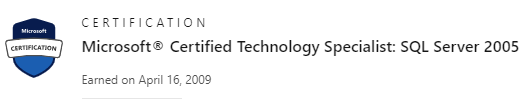 Microsoft
CERTIFICATION
CERTIFICATION
Microsoft® Certified Technology Specialist: SQL Server 2005
Earned on April 16, 2009